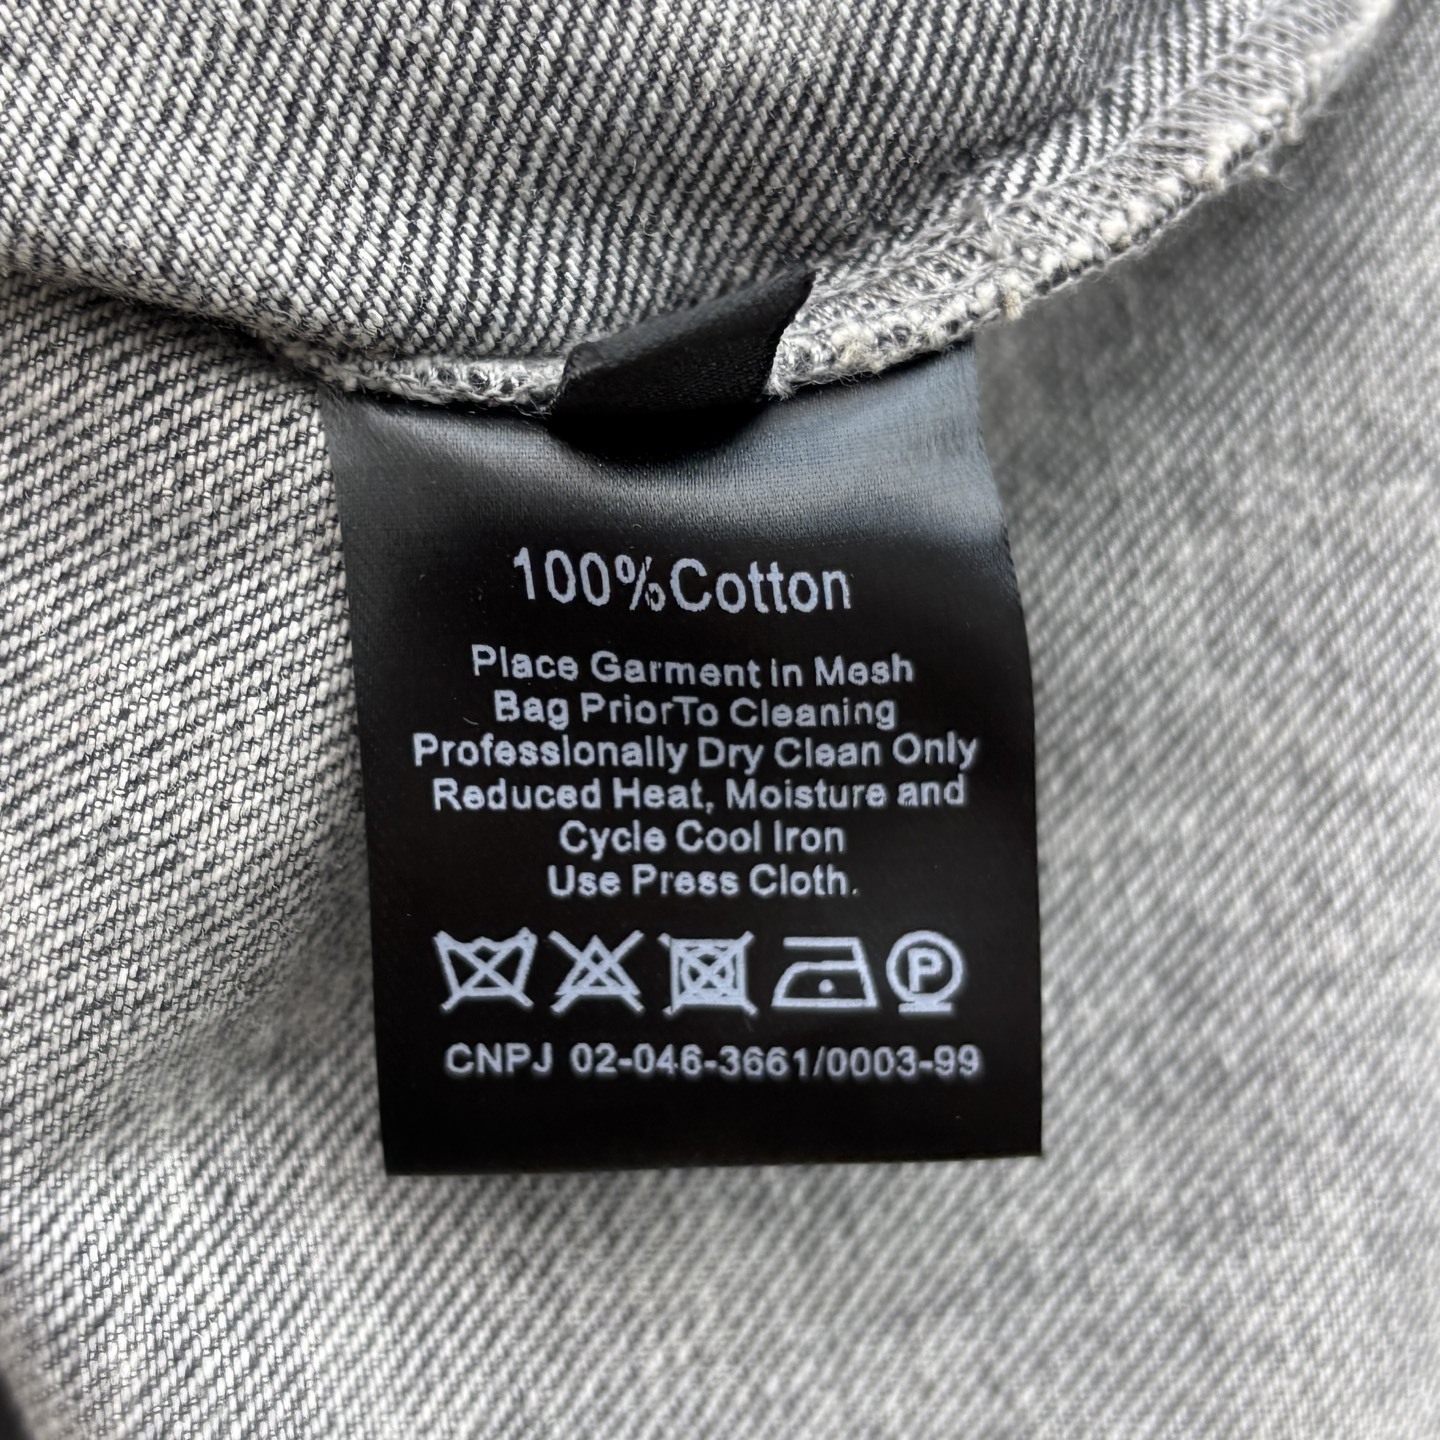 100%Cotton
Place Garment in Mesh
Bag PriorTo Cleaning
Professionally Dry Clean Only
Reduced Heat, Moisture and
Cycle Cool Iron
Use Press Cloth.
P
CNPJ 02-046-3661/0003-99